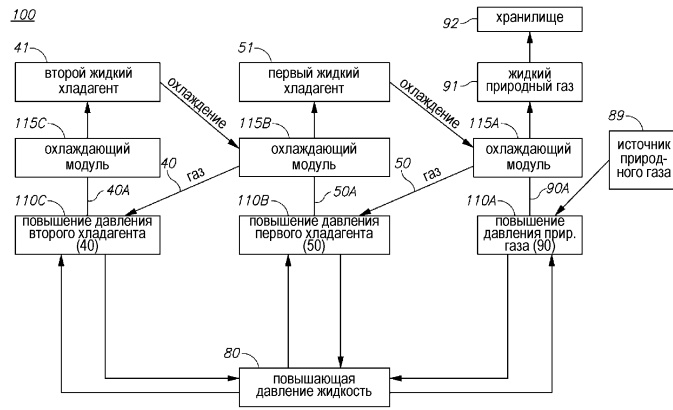 100
92
хранилище
41
второй жидкий
хладагент
охлаждение
51
первый жидкий
хладагент
охлаждение
91
жидкий
природный газ
89
источник
природ-
ного газа
115C
охлаждающий
модуль
40
газ
115B
охлаждающий
модуль
50
газ
115A
охлаждающий
модуль
40A
50A
90A
110C
повышение давления
второго хладагента
(40)
110B
повышение давления
первого хладагента
(50)
110A
повышение
давления прир.
газа (90)
80
повышающая
давление жидкость